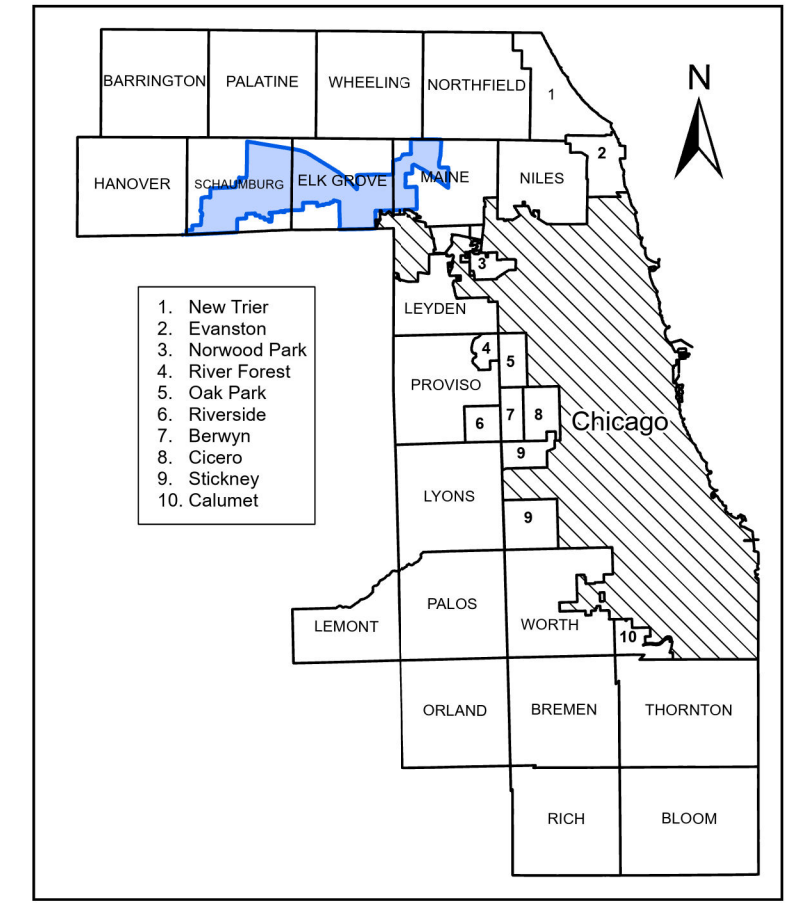 N
BARRINGTON
PALATINE
WHEELING
NORTHFIELD
1
2
HANOVER
SCHAUMBURG
ELK GROVE
MAINE
NILES
3
LEYDEN
1. New Trier
2. Evanston
3. Norwood Park
4. River Forest
5. Oak Park
6. Riverside
7. Berwyn
8. Cicero
9. Stickney
10. Calumet
4
5
PROVISO
6
7
8
Chicago
9
LYONS
9
PALOS
LEMONT
WORTH
10
ORLAND
BREMEN
THORNTON
RICH
BLOOM